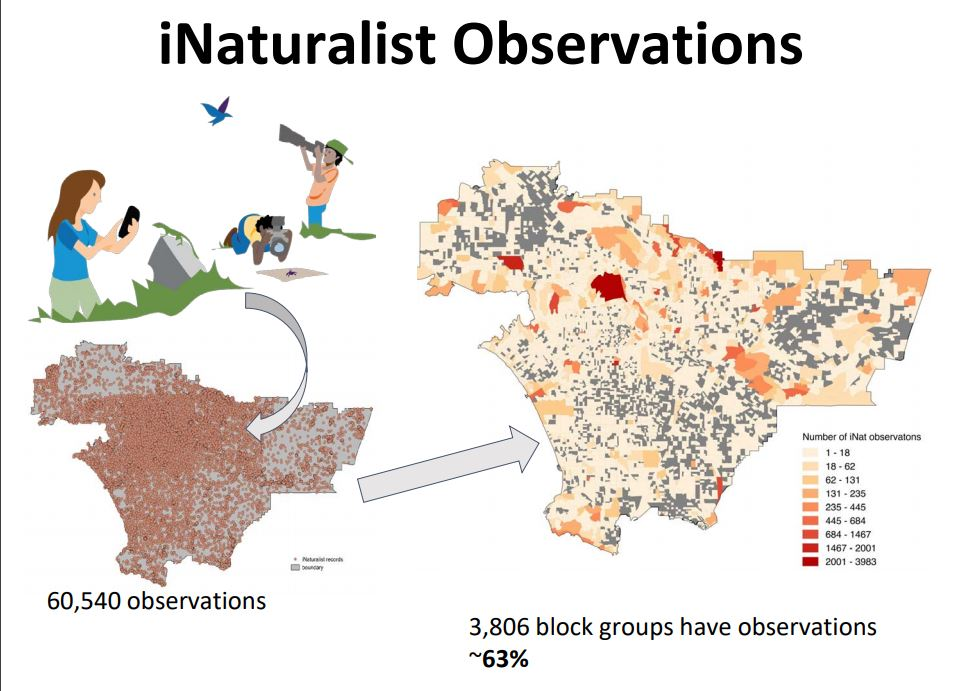 iNaturalist Observations
iNaturalist records
boundary
60,540 observations
Number of iNat observatons
1 - 18
18 - 62
62 - 131
131 - 235
235 - 445
445 - 684
684 - 1467
1467 - 2001
2001 - 3983
3,806 block groups have observations
~63%